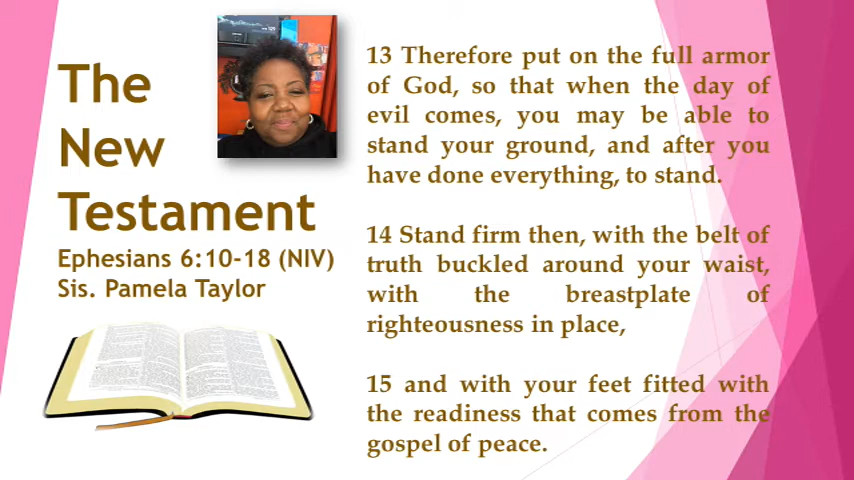 The
New
Testament
Ephesians 6:10-18 (NIV)
Sis. Pamela Taylor
13 Therefore put on the full armor
of God, so that when the day of
evil comes, you may be able to
stand your ground, and after you
have done everything, to stand.
14 Stand firm then, with the belt of
truth buckled around your waist,
with the breastplate of
righteousness in place,
15 and with your feet fitted with
the readiness that comes from the
gospel of peace.